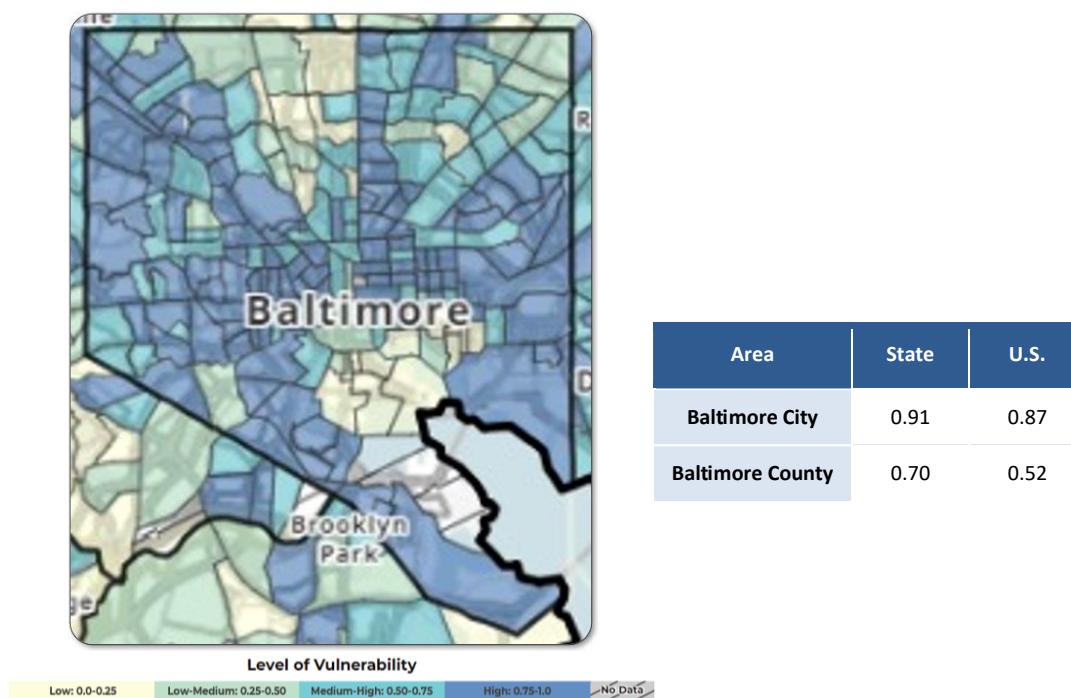 Baltimore
Brooklyn
Park
Level of Vulnerability
Low: 0.0-0.25 Low-Medium: 0.25-0.50 Medium-High: 0.50-0.75 High: 0.75-1.0 No Data
Area State U.S.
Baltimore City 0.91 0.87
Baltimore County 0.70 0.52